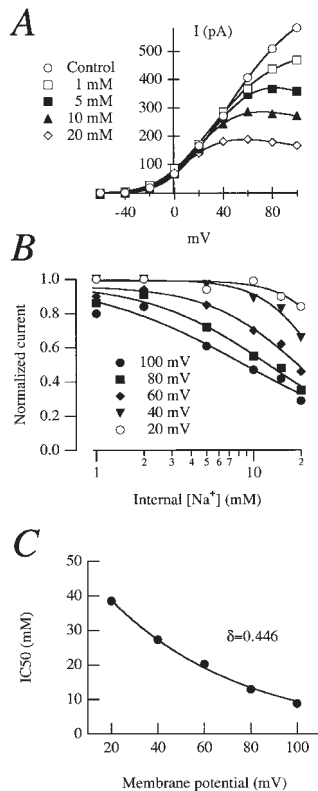 A
I (pA)
Control
1 mM
5 mM
10 mM
20 mM
500
400
300
200
100
-40 0 40 80
mV
B
Normalized current
1.0
0.8
0.6
0.4
0.2
0.0
100 mV
80 mV
60 mV
40 mV
20 mV
1 2 3 4 5 6 7 10 2
Internal [Na+] (mM)
C
IC50 (mM)
50
40
30
20
10
0
δ=0.446
20 40 60 80 100
Membrane potential (mV)